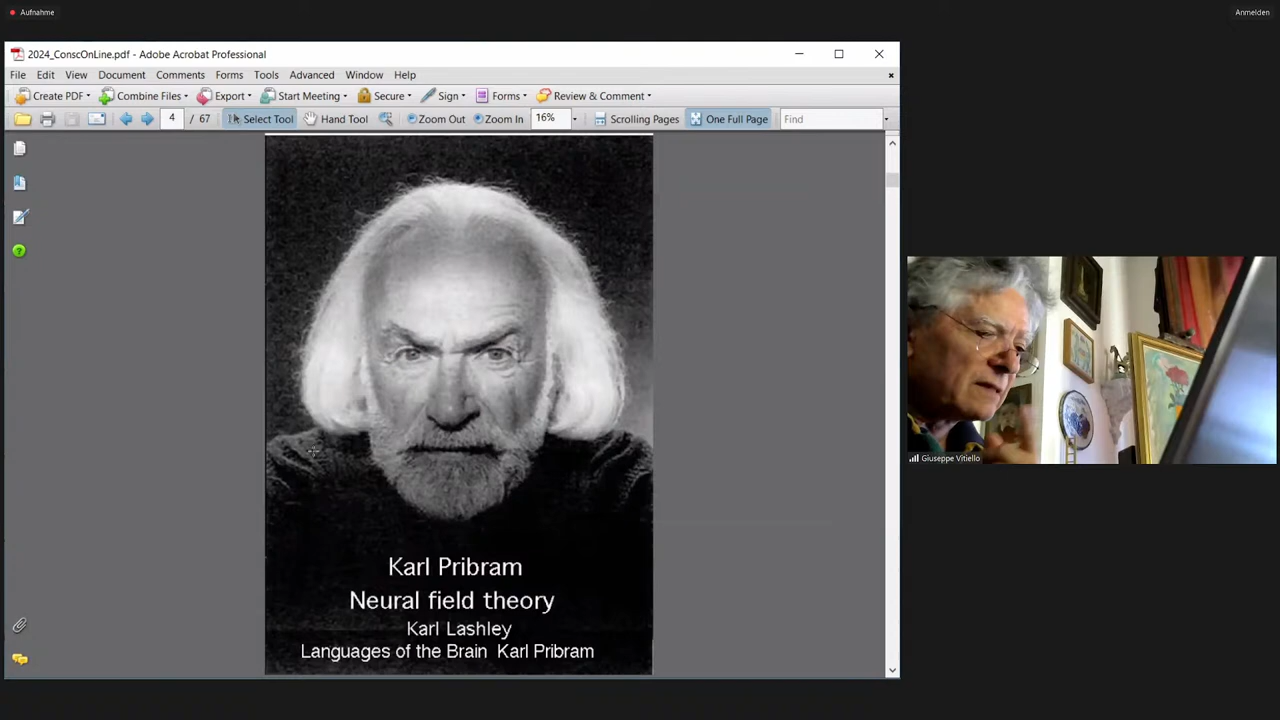 Aufnahme
Anmelden
2024_ConscOnLine.pdf - Adobe Acrobat Professional
File Edit View Document Comments Forms Tools Advanced Window Help
Create PDF Combine Files Export Start Meeting Secure Sign Forms Review & Comment
4 / 67 Select Tool Hand Tool Zoom Out Zoom In 16% Scrolling Pages One Full Page Find
Karl Pribram
Neural field theory
Karl Lashley
Languages of the Brain Karl Pribram
Giuseppe Vitiello